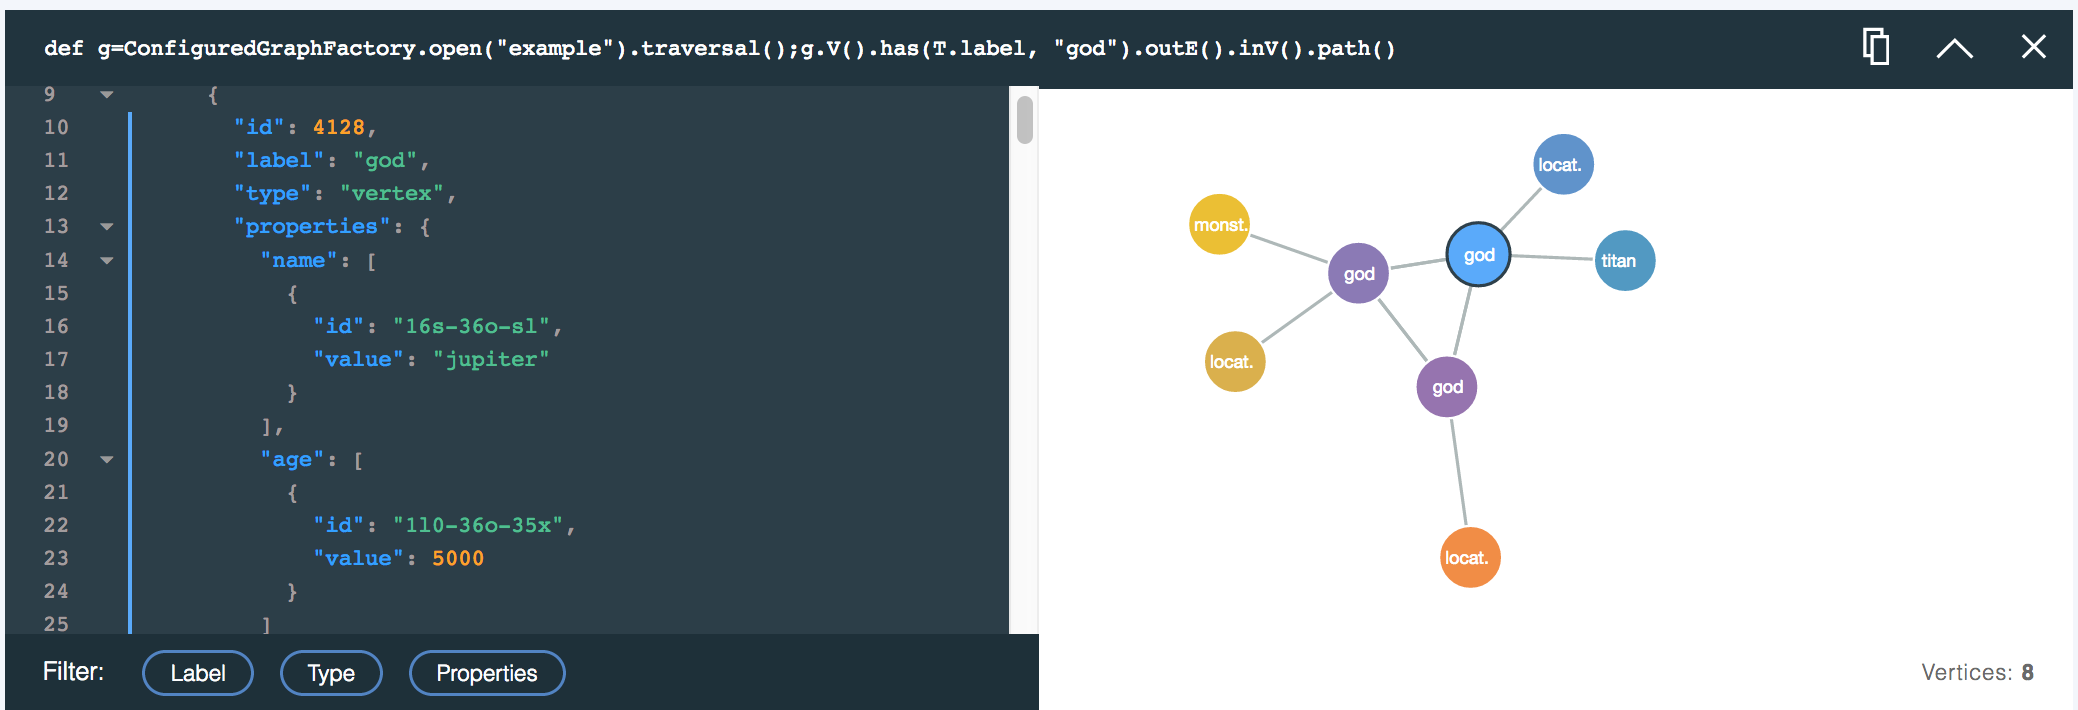 def g=ConfiguredGraphFactory.open("example").traversal();g.V().has(T.label, "god").outE().inV().path()
9 {
10 "id": 4128,
11 "label": "god",
12 "type": "vertex",
13 "properties": {
14 "name": [
15 {
16 "id": "16s-36o-sl",
17 "value": "jupiter"
18 }
19 ],
20 "age": [
21 {
22 "id": "1l0-36o-35x",
23 "value": 5000
24 }
25 ]
Filter: Label Type Properties
locat.
monst.
god
titan
god
locat.
god
locat.
Vertices: 8